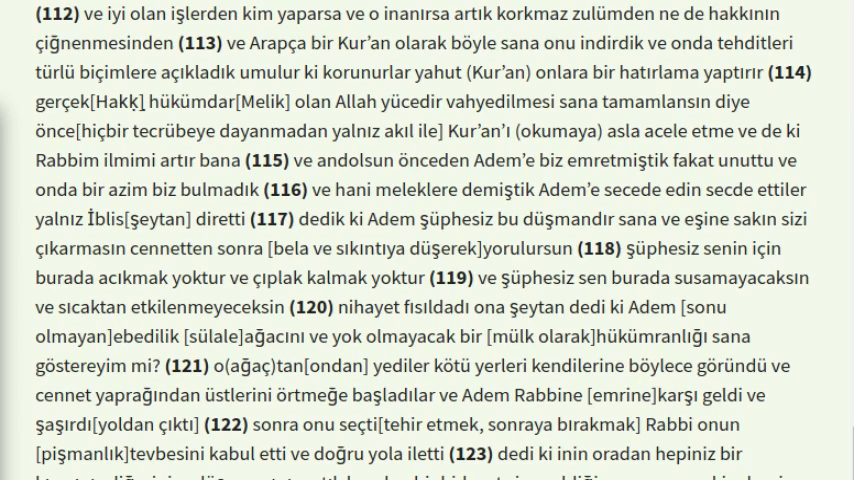 (112) ve iyi olan işlerden kim yaparsa ve o inanırsa artık korkmaz zulümden ne de hakkının
çiğnenmesinden (113) ve Arapça bir Kur’an olarak böyle sana onu indirdik ve onda tehditleri
türlü biçimlere açıkladık umulur ki korunurlar yahut (Kur’an) onlara bir hatırlama yaptırır (114)
gerçek[Hakk] hükümdar[Melik] olan Allah yücedir vahyedilmesi sana tamamlansın diye
önce[hiçbir tecrübeye dayanmadan yalnız akıl ile] Kur’an’ı (okumaya) asla acele etme ve de ki
Rabbim ilmimi artır bana (115) ve andolsun önceden Adem’e biz emretmiştik fakat unuttu ve
onda bir azim biz bulmadık (116) ve hani meleklere demiştik Adem’e secede edin secde ettiler
yalnız İblis[şeytan] diretti (117) dedik ki Adem şüphesiz bu düşmandır sana ve eşine sakın sizi
çıkarmasın cennetten sonra [bela ve sıkıntıya düşerek]yorulursun (118) şüphesiz senin için
burada acıkmak yoktur ve çıplak kalmak yoktur (119) ve şüphesiz sen burada susamayacaksın
ve sıcaktan etkilenmeyeceksin (120) nihayet fısıldadı ona şeytan dedi ki Adem [sonu
olmayan]ebedilik [sülale]ağacını ve yok olmayacak bir [mülk olarak]hükümranlığı sana
göstereyim mi? (121) o(ağaç)tan[ondan] yediler kötü yerleri kendilerine böylece göründü ve
cennet yaprağından üstlerini örtmeğe başladılar ve Adem Rabbine [emrine]karşı geldi ve
şaşırdı[yoldan çıktı] (122) sonra onu seçti[tehir etmek, sonraya bırakmak] Rabbi onun
[pişmanlık]tevbesini kabul etti ve doğru yola iletti (123) dedi ki inin oradan hepiniz bir